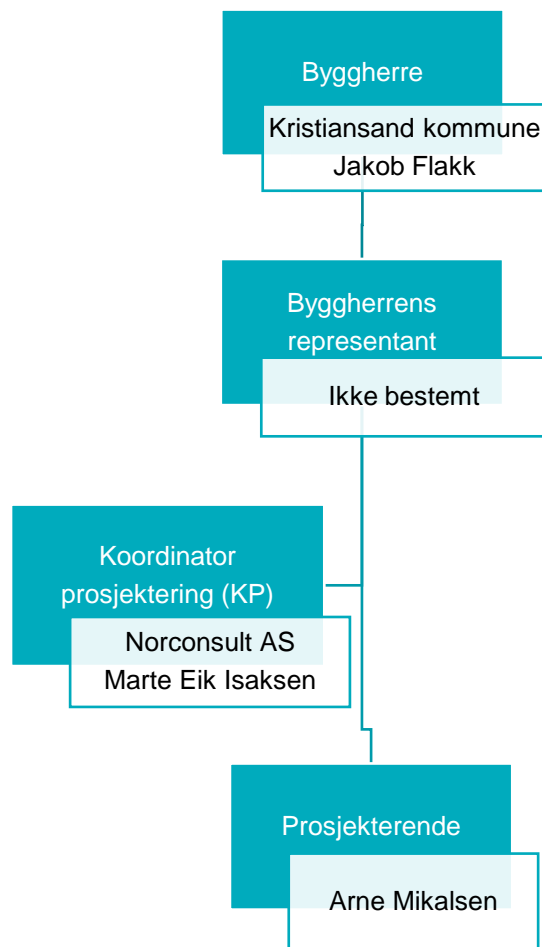 Byggherre
Kristiansand kommune
Jakob Flakk
Byggherrens
representant
Ikke bestemt
Koordinator
prosjektering (KP)
Norconsult AS
Marte Eik Isaksen
Prosjekterende
Arne Mikalsen